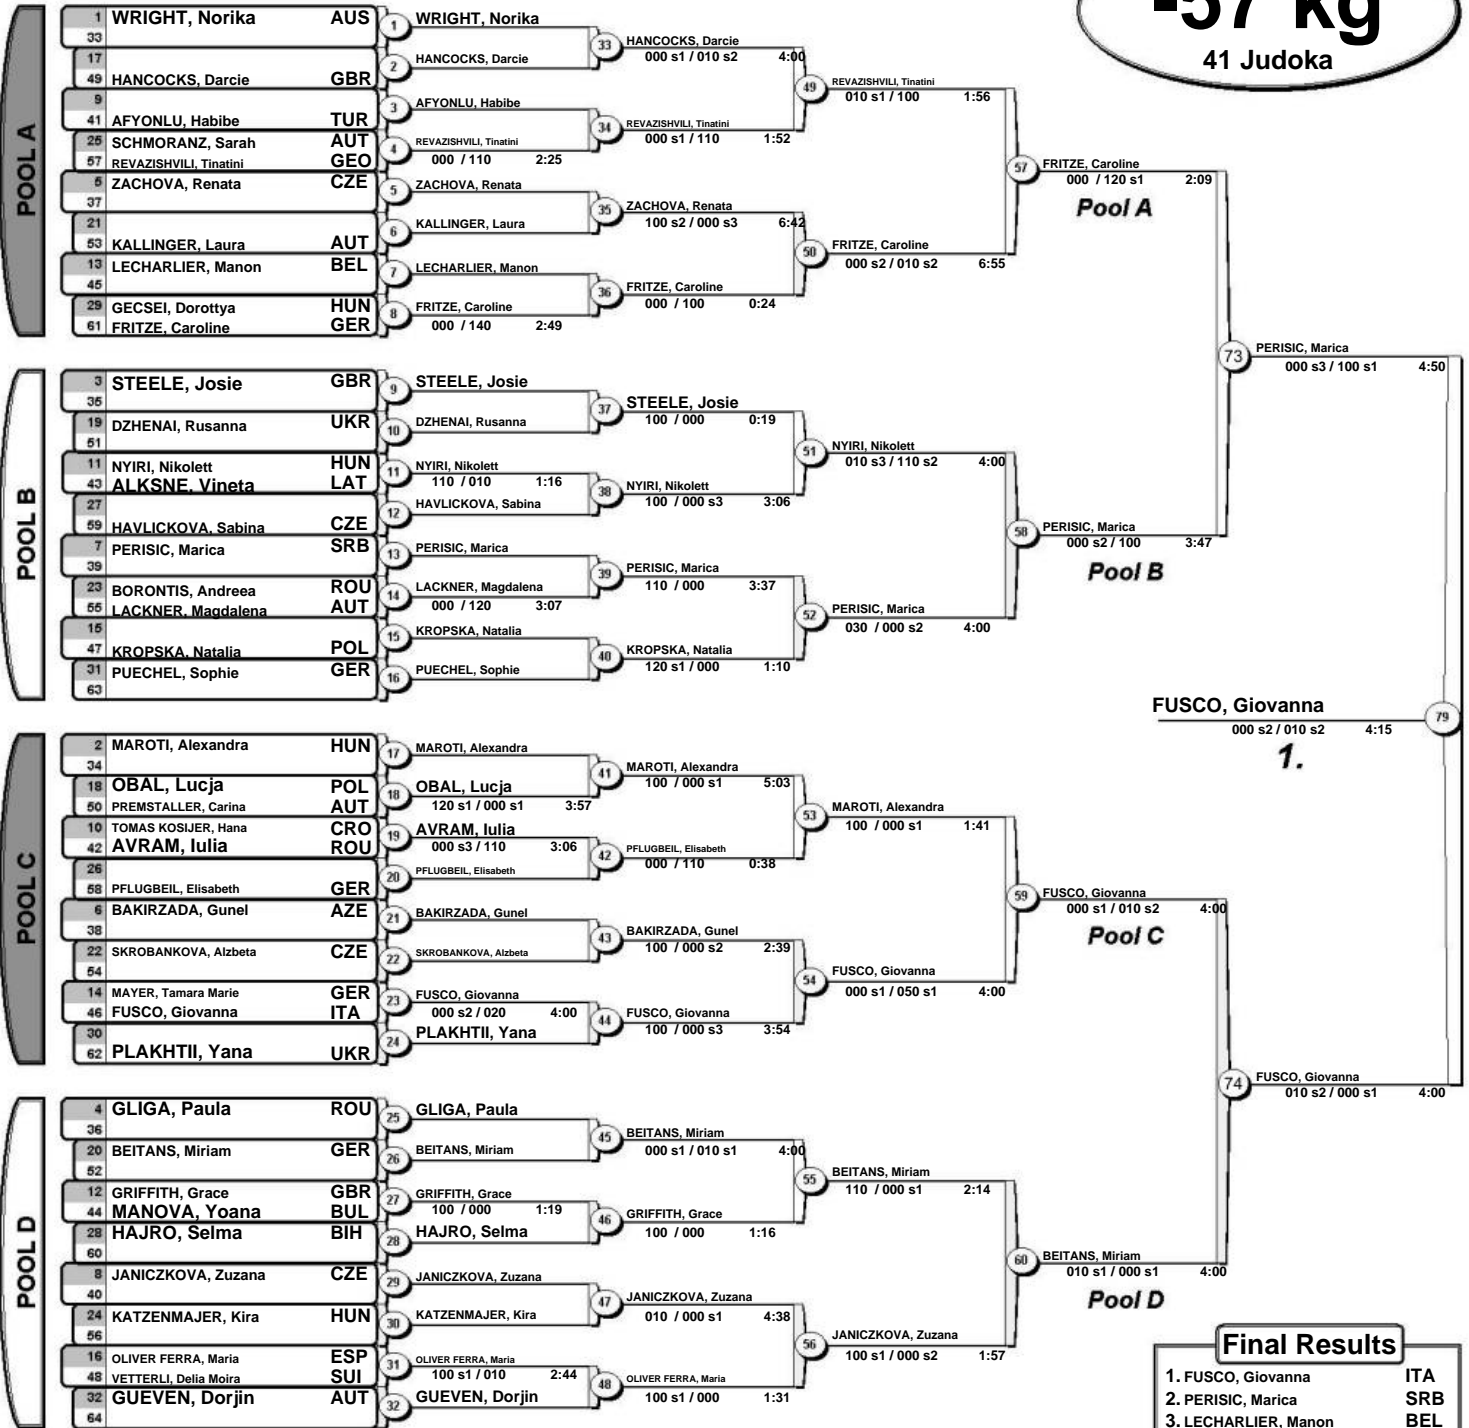 -57 kg
41 Judoka
POOL A
1 WRIGHT, Norika AUS
33
17
49 HANCOCKS, Darcie GBR
9
41 AFYONLU, Habibe TUR
25 SCHMORANZ, Sarah AUT
57 REVAZISHVILI, Tinatini GEO
5 ZACHOVA, Renata CZE
37
21
53 KALLINGER, Laura AUT
13 LECHARLIER, Manon BEL
45
29 GECSEI, Dorottya HUN
61 FRITZE, Caroline GER
1 WRIGHT, Norika
2 HANCOCKS, Darcie
3 AFYONLU, Habibe
4 REVAZISHVILI, Tinatini
000 / 110 2:25
5 ZACHOVA, Renata
6 KALLINGER, Laura
7 LECHARLIER, Manon
8 FRITZE, Caroline
000 / 140 2:49
33 HANCOCKS, Darcie
000 s1 / 010 s2 4:00
34 REVAZISHVILI, Tinatini
000 s1 / 110 1:52
35 ZACHOVA, Renata
100 s2 / 000 s3 6:42
36 FRITZE, Caroline
000 / 100 0:24
49 REVAZISHVILI, Tinatini
010 s1 / 100 1:56
50 FRITZE, Caroline
000 s2 / 010 s2 6:55
57 FRITZE, Caroline
000 / 120 s1 2:09
Pool A
POOL B
3 STEELE, Josie GBR
35
19 DZHENAI, Rusanna UKR
51
11 NYIRI, Nikolett HUN
43 ALKSNE, Vineta LAT
27
59 HAVLICKOVA, Sabina CZE
7 PERISIC, Marica SRB
39
23 BORONTIS, Andreea ROU
55 LACKNER, Magdalena AUT
15
47 KROPSKA, Natalia POL
31 PUECHEL, Sophie GER
63
9 STEELE, Josie
10 DZHENAI, Rusanna
11 NYIRI, Nikolett
110 / 010 1:16
12 HAVLICKOVA, Sabina
13 PERISIC, Marica
14 LACKNER, Magdalena
000 / 120 3:07
15 KROPSKA, Natalia
16 PUECHEL, Sophie
37 STEELE, Josie
100 / 000 0:19
38 NYIRI, Nikolett
100 / 000 s3 3:06
39 PERISIC, Marica
110 / 000 3:37
40 KROPSKA, Natalia
120 s1 / 000 1:10
51 NYIRI, Nikolett
010 s3 / 110 s2 4:00
52 PERISIC, Marica
030 / 000 s2 4:00
58 PERISIC, Marica
000 s2 / 100 3:47
Pool B
73 PERISIC, Marica
000 s3 / 100 s1 4:50
FUSCO, Giovanna 79
000 s2 / 010 s2 4:15
1.
POOL C
2 MAROTI, Alexandra HUN
34
18 OBAL, Lucja POL
50 PREMSTALLER, Carina AUT
10 TOMAS KOSIJER, Hana CRO
42 AVRAM, Iulia ROU
26
58 PFLUGBEIL, Elisabeth GER
6 BAKIRZADA, Gunel AZE
38
22 SKROBANKOVA, Alzbeta CZE
54
14 MAYER, Tamara Marie GER
46 FUSCO, Giovanna ITA
30
62 PLAKHTII, Yana UKR
17 MAROTI, Alexandra
18 OBAL, Lucja
120 s1 / 000 s1 3:57
19 AVRAM, Iulia
000 s3 / 110 3:06
20 PFLUGBEIL, Elisabeth
21 BAKIRZADA, Gunel
22 SKROBANKOVA, Alzbeta
23 FUSCO, Giovanna
000 s2 / 020 4:00
24 PLAKHTII, Yana
41 MAROTI, Alexandra
100 / 000 s1 5:03
42 PFLUGBEIL, Elisabeth
000 / 110 0:38
43 BAKIRZADA, Gunel
100 / 000 s2 2:39
44 FUSCO, Giovanna
100 / 000 s3 3:54
53 MAROTI, Alexandra
100 / 000 s1 1:41
54 FUSCO, Giovanna
000 s1 / 050 s1 4:00
59 FUSCO, Giovanna
000 s1 / 010 s2 4:00
Pool C
74 FUSCO, Giovanna
010 s2 / 000 s1 4:00
POOL D
4 GLIGA, Paula ROU
36
20 BEITANS, Miriam GER
52
12 GRIFFITH, Grace GBR
44 MANOVA, Yoana BUL
28 HAJRO, Selma BIH
60
8 JANICZKOVA, Zuzana CZE
40
24 KATZENMAJER, Kira HUN
56
16 OLIVER FERRA, Maria ESP
48 VETTERLI, Delia Moira SUI
32 GUEVEN, Dorjin AUT
64
25 GLIGA, Paula
26 BEITANS, Miriam
27 GRIFFITH, Grace
100 / 000 1:19
28 HAJRO, Selma
29 JANICZKOVA, Zuzana
30 KATZENMAJER, Kira
31 OLIVER FERRA, Maria
100 s1 / 010 2:44
32 GUEVEN, Dorjin
45 BEITANS, Miriam
000 s1 / 010 s1 4:00
46 GRIFFITH, Grace
100 / 000 1:16
47 JANICZKOVA, Zuzana
010 / 000 s1 4:38
48 OLIVER FERRA, Maria
100 s1 / 000 1:31
55 BEITANS, Miriam
110 / 000 s1 2:14
56 JANICZKOVA, Zuzana
100 s1 / 000 s2 1:57
60 BEITANS, Miriam
010 s1 / 000 s1 4:00
Pool D
Final Results
1. FUSCO, Giovanna ITA
2. PERISIC, Marica SRB
3. LECHARLIER, Manon BEL